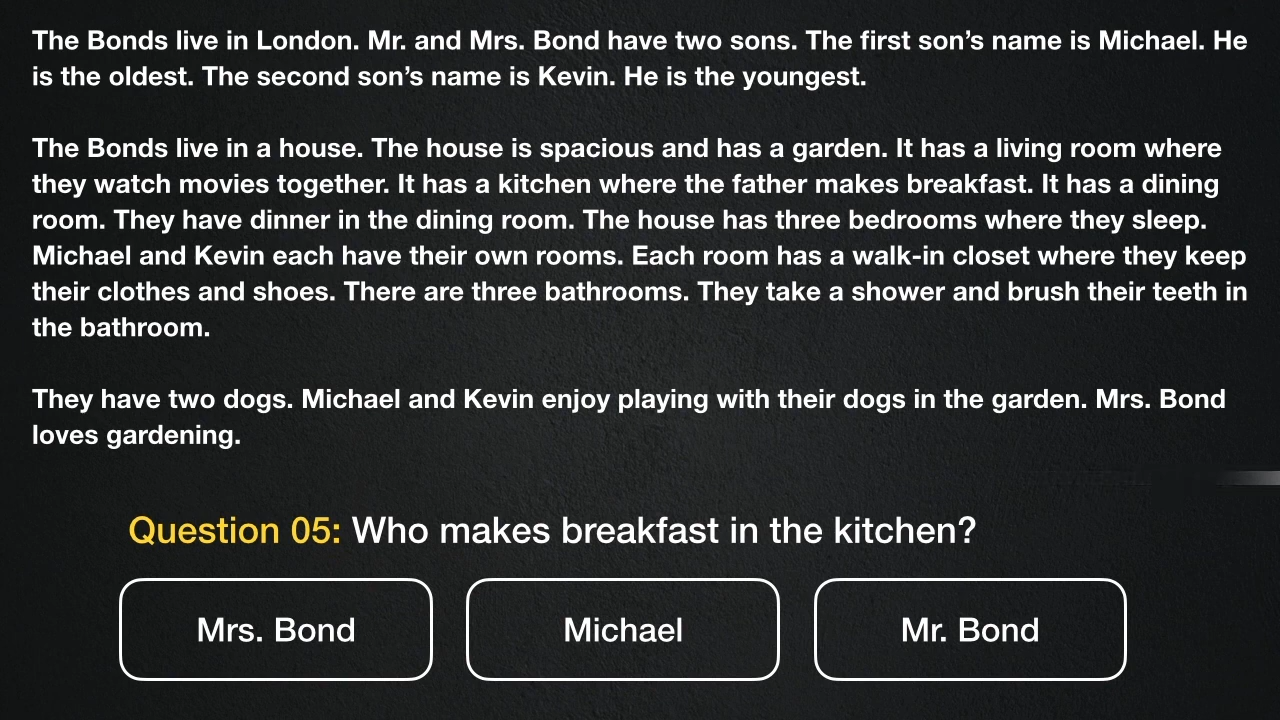 The Bonds live in London. Mr. and Mrs. Bond have two sons. The first son’s name is Michael. He
is the oldest. The second son’s name is Kevin. He is the youngest.
The Bonds live in a house. The house is spacious and has a garden. It has a living room where
they watch movies together. It has a kitchen where the father makes breakfast. It has a dining
room. They have dinner in the dining room. The house has three bedrooms where they sleep.
Michael and Kevin each have their own rooms. Each room has a walk-in closet where they keep
their clothes and shoes. There are three bathrooms. They take a shower and brush their teeth in
the bathroom.
They have two dogs. Michael and Kevin enjoy playing with their dogs in the garden. Mrs. Bond
loves gardening.
Question 05: Who makes breakfast in the kitchen?
Mrs. Bond
Michael
Mr. Bond